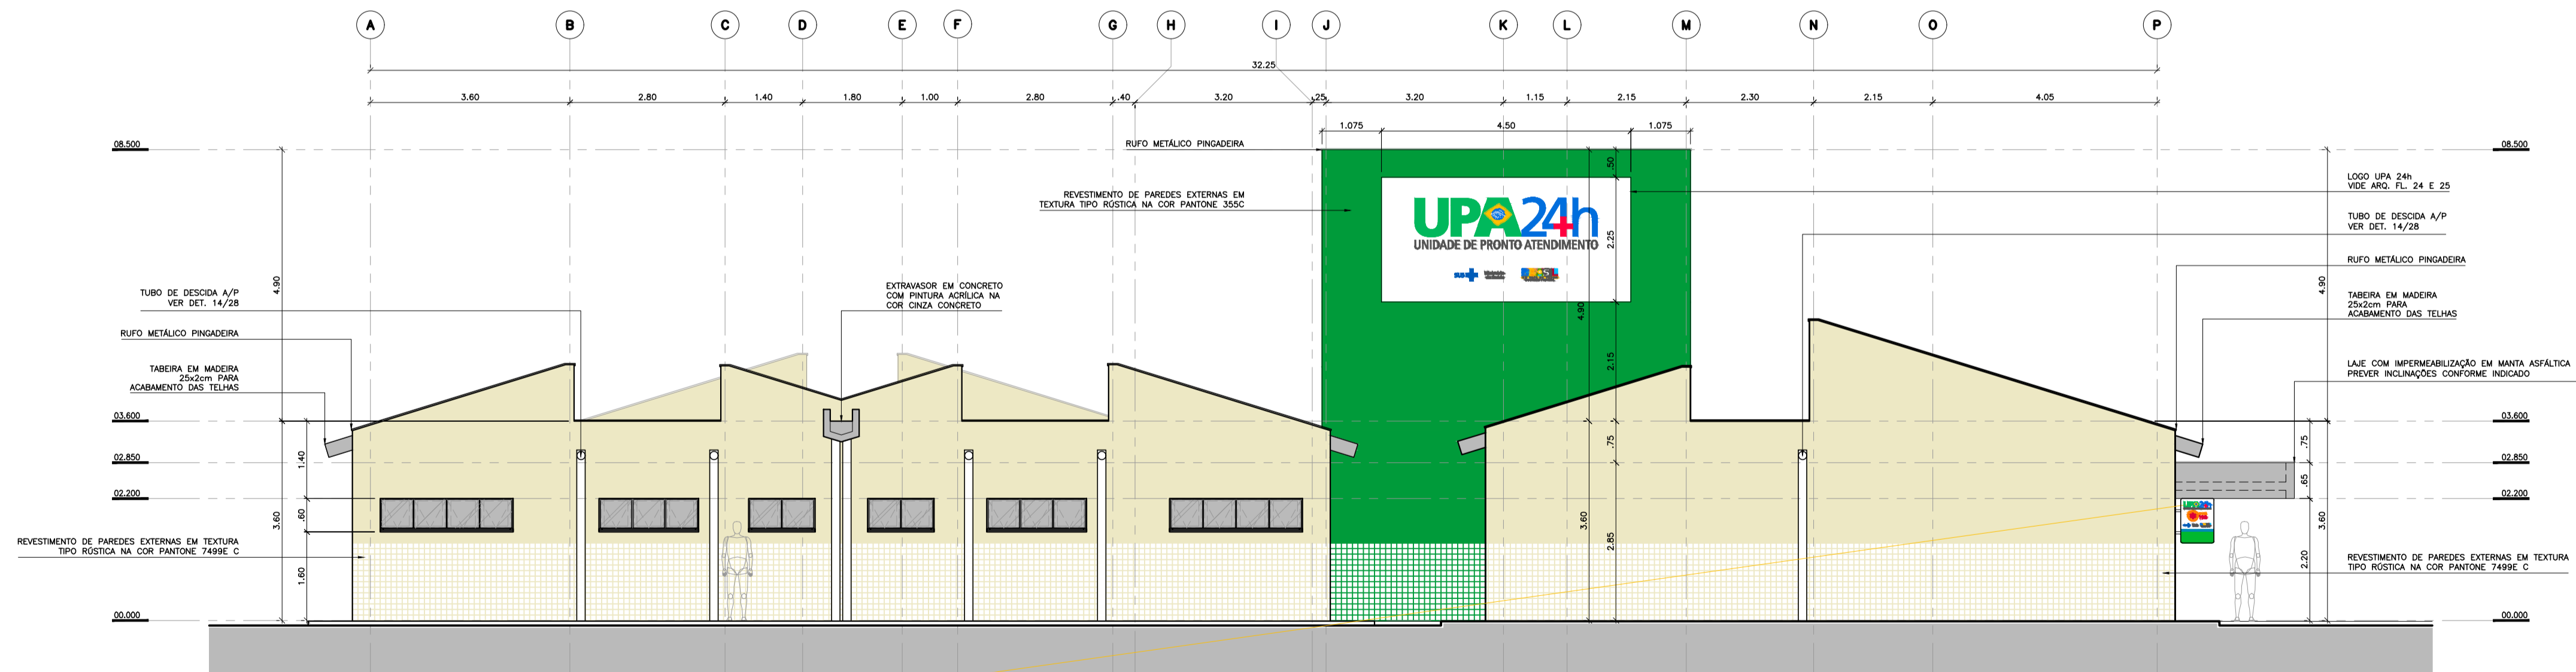 A B C D E F G H I J K L M N O P
32.25
3.60 2.80 1.40 1.80 1.00 2.80 .40 3.20 .25 3.20 1.15 2.15 2.30 2.15 4.05
1.075 4.50 1.075
08.500
RUFO METÁLICO PINGADEIRA
08.500
.50
REVESTIMENTO DE PAREDES EXTERNAS EM
TEXTURA TIPO RÚSTICA NA COR PANTONE 355C
LOGO UPA 24h
VIDE ARQ. FL. 24 E 25
UPA24h
UNIDADE DE PRONTO ATENDIMENTO
SUS
2.25
TUBO DE DESCIDA A/P
VER DET. 14/28
RUFO METÁLICO PINGADEIRA
4.90
TUBO DE DESCIDA A/P
VER DET. 14/28
EXTRAVASOR EM CONCRETO
COM PINTURA ACRÍLICA NA
COR CINZA CONCRETO
4.90
4.90
TABEIRA EM MADEIRA
25x2cm PARA
ACABAMENTO DAS TELHAS
RUFO METÁLICO PINGADEIRA
2.15
TABEIRA EM MADEIRA
25x2cm PARA
ACABAMENTO DAS TELHAS
LAJE COM IMPERMEABILIZAÇÃO EM MANTA ASFÁLTICA
PREVER INCLINAÇÕES CONFORME INDICADO
03.600
03.600
1.40
.75
.75
02.850
02.850
.65
02.200
02.200
UPA24h
3.60
.60
3.60
2.85
3.60
2.20
REVESTIMENTO DE PAREDES EXTERNAS EM TEXTURA
TIPO RÚSTICA NA COR PANTONE 7499E C
1.60
REVESTIMENTO DE PAREDES EXTERNAS EM TEXTURA
TIPO RÚSTICA NA COR PANTONE 7499E C
00.000
00.000